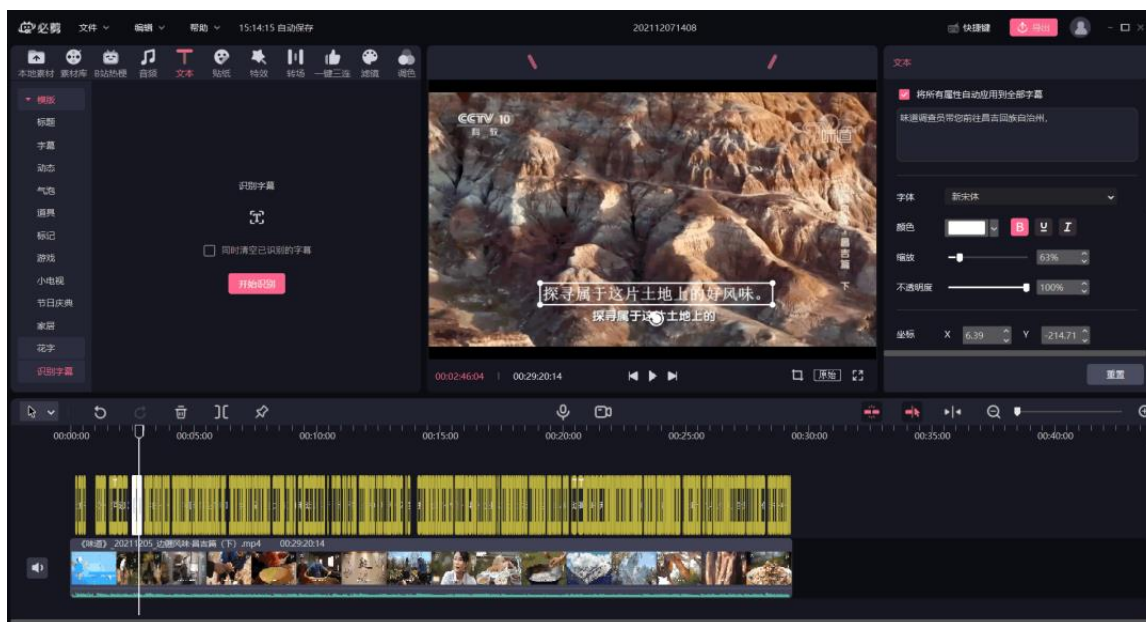 必剪 文件 编辑 帮助 15:14:15 自动保存 202112071408 快捷键 导出
本地素材 素材库 B站热梗 音频 文本 贴纸 特效 转场 一键三连 滤镜 调色
模版
标题
字幕
动态
气泡
道具
标记
游戏
小电视
节日庆典
家居
花字
识别字幕
识别字幕
同时清空已识别的字幕
开始识别
CCTV 10
科教
味道
昌吉篇 下
探寻属于这片土地上的好风味。
探寻属于这片土地上的
00:02:46:04 | 00:29:20:14 原始
文本
将所有属性自动应用到全部字幕
味道调查员带您前往昌吉回族自治州，
字体 新宋体
颜色 B U I
缩放 63%
不透明度 100%
坐标 X 6.39 Y -214.71
重置
00:00:00 00:05:00 00:10:00 00:15:00 00:20:00 00:25:00 00:30:00 00:35:00 00:40:00
《味道》 20211205 边疆风味·昌吉篇（下）.mp4 00:29:20:14